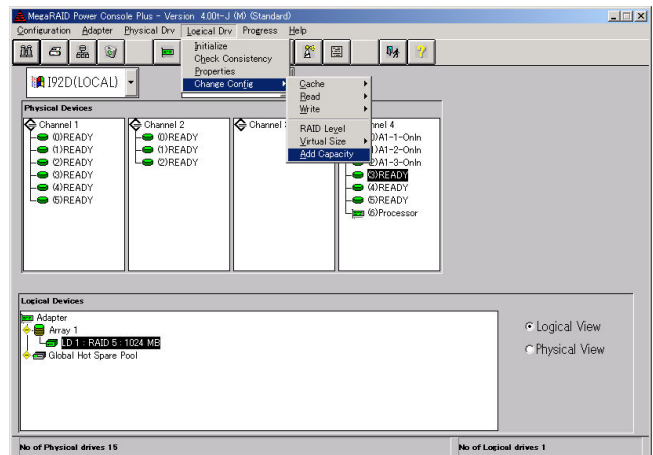 MegaRAID Power Console Plus - Version 4.00t-J (M) (Standard)
Configuration Adapter Physical Drv Logical Drv Progress Help
Initialize
Check Consistency
Properties
Change Config
Cache
Read
Write
RAID Level
Virtual Size
Add Capacity
I92D(LOCAL)
Physical Devices
Channel 1
(0)READY
(1)READY
(2)READY
(3)READY
(4)READY
(5)READY
Channel 2
(0)READY
(1)READY
(2)READY
Channel
nnel 4
0)A1-1-Onln
1)A1-2-Onln
(2)A1-3-Onln
(3)READY
(4)READY
(5)READY
(6)Processor
Logical Devices
Adapter
Array 1
LD 1 : RAID 5 : 1024 MB
Global Hot Spare Pool
Logical View
Physical View
No of Physical drives 15
No of Logical drives 1